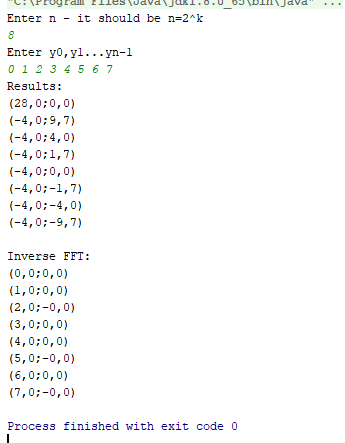 "C:\Program Files\Java\jdk1.8.0_65\bin\java" ...
Enter n - it should be n=2^k
8
Enter y0,y1...yn-1
0 1 2 3 4 5 6 7
Results:
(28,0;0,0)
(-4,0;9,7)
(-4,0;4,0)
(-4,0;1,7)
(-4,0;0,0)
(-4,0;-1,7)
(-4,0;-4,0)
(-4,0;-9,7)
Inverse FFT:
(0,0;0,0)
(1,0;0,0)
(2,0;-0,0)
(3,0;0,0)
(4,0;0,0)
(5,0;-0,0)
(6,0;0,0)
(7,0;-0,0)
Process finished with exit code 0